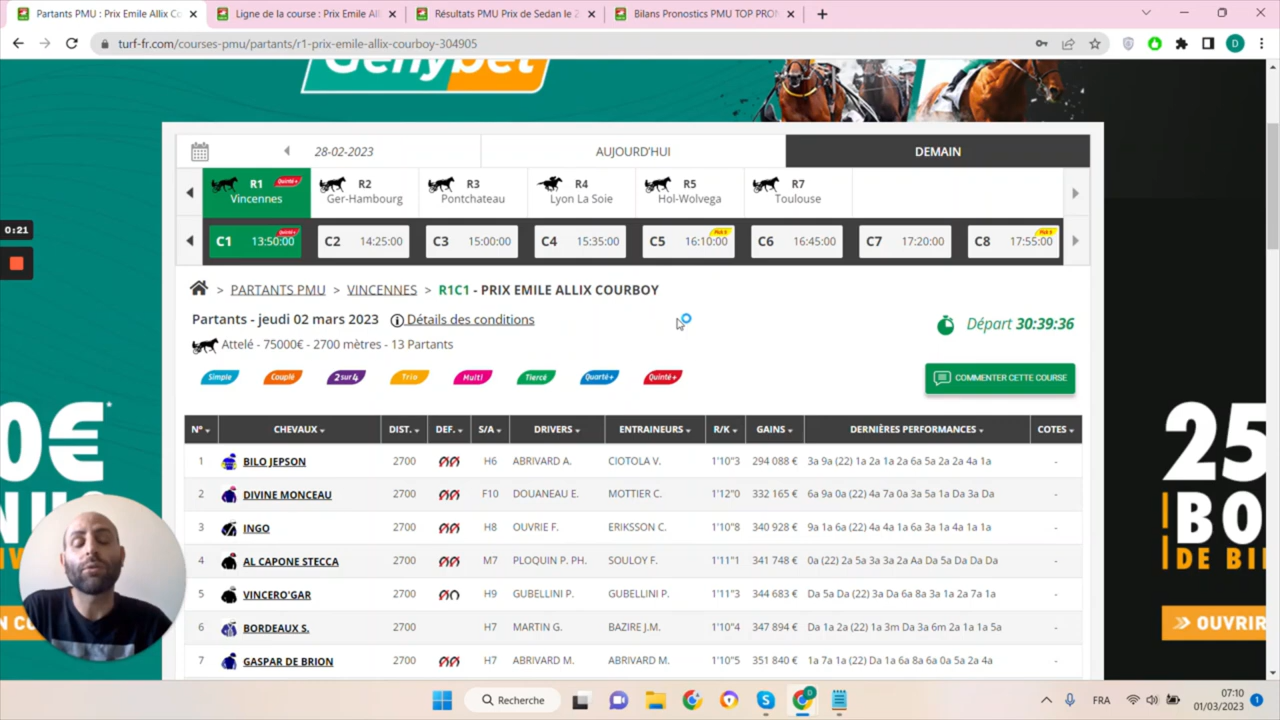 Partants PMU : Prix Emile Allix Co
Ligne de la course : Prix Emile All
Résultats PMU Prix de Sedan le 2
Bilans Pronostics PMU TOP PRON
turf-fr.com/courses-pmu/partants/r1-prix-emile-allix-courboy-304905
D
Genybet
28-02-2023
AUJOURD'HUI
DEMAIN
R1 Quinté+
Vincennes
R2
Ger-Hambourg
R3
Pontchateau
R4
Lyon La Soie
R5
Hol-Wolvega
R7
Toulouse
C1 13:50:00 Quinté+
C2 14:25:00
C3 15:00:00
C4 15:35:00
C5 16:10:00 Pick 5
C6 16:45:00
C7 17:20:00
C8 17:55:00 Pick 5
0:21
> PARTANTS PMU > VINCENNES > R1C1 - PRIX EMILE ALLIX COURBOY
Partants - jeudi 02 mars 2023 Détails des conditions
Départ 30:39:36
Attelé - 75000€ - 2700 mètres - 13 Partants
Simple Couplé 2sur4 Trio Multi Tiercé Quarté+ Quinté+
COMMENTER CETTE COURSE
N° CHEVAUX DIST. DEF. S/A DRIVERS ENTRAINEURS R/K GAINS DERNIÈRES PERFORMANCES COTES
1 BILO JEPSON 2700 H6 ABRIVARD A. CIOTOLA V. 1'10"3 294 088 € 3a 9a (22) 1a 2a 1a 2a 6a 5a 2a 2a 4a 1a -
2 DIVINE MONCEAU 2700 F10 DOUANEAU E. MOTTIER C. 1'12"0 332 165 € 6a 9a 0a (22) 4a 7a 0a 3a 5a 1a Da 3a Da -
3 INGO 2700 H8 OUVRIE F. ERIKSSON C. 1'10"8 340 928 € 9a 1a 6a (22) 4a 4a 1a 6a 3a 1a 4a 1a 1a -
4 AL CAPONE STECCA 2700 M7 PLOQUIN P. PH. SOULOY F. 1'11"1 341 748 € 0a (22) 2a 5a 3a 3a 2a Aa Da 5a Da Da Da -
5 VINCERO'GAR 2700 H9 GUBELLINI P. GUBELLINI P. 1'11"3 344 683 € Da 5a Da (22) 3a Da 6a 8a 3a 1a 2a 7a 1a -
6 BORDEAUX S. 2700 H7 MARTIN G. BAZIRE J.M. 1'10"4 347 894 € Da 1a 2a (22) 1a 3m Da 3a 6m 2a 1a 1a 5a -
7 GASPAR DE BRION 2700 H7 ABRIVARD M. ABRIVARD M. 1'10"5 351 840 € 1a 7a 1a (22) Da 1a 6a 8a 6a 0a 5a 2a 4a -
0€*
25
BO
DE BI
OUVRIR
Recherche
FRA
07:10
01/03/2023
1